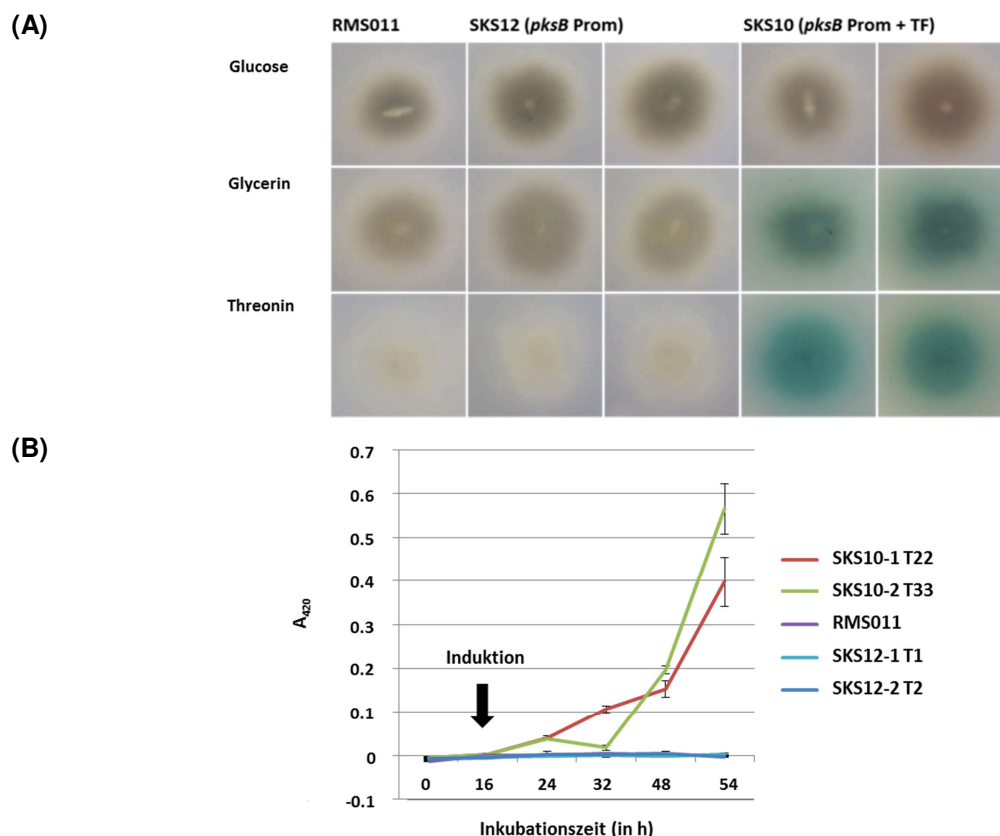 (A)
RMS011 SKS12 (pksB Prom) SKS10 (pksB Prom + TF)
Glucose
Glycerin
Threonin
(B)
0.7
0.6
0.5
0.4
0.3
0.2
0.1
0
-0.1
A420
Induktion
0 16 24 32 48 54
Inkubationszeit (in h)
SKS10-1 T22
SKS10-2 T33
RMS011
SKS12-1 T1
SKS12-2 T2